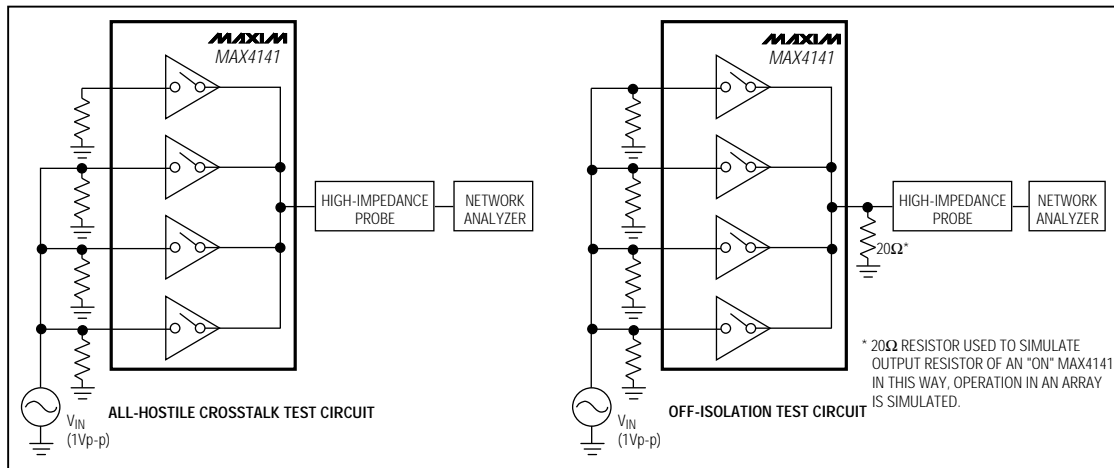 MAXIM
MAX4141
HIGH-IMPEDANCE
PROBE
NETWORK
ANALYZER
VIN
(1Vp-p)
ALL-HOSTILE CROSSTALK TEST CIRCUIT
MAXIM
MAX4141
HIGH-IMPEDANCE
PROBE
NETWORK
ANALYZER
20Ω*
* 20Ω RESISTOR USED TO SIMULATE
OUTPUT RESISTOR OF AN "ON" MAX4141
IN THIS WAY, OPERATION IN AN ARRAY
IS SIMULATED.
VIN
(1Vp-p)
OFF-ISOLATION TEST CIRCUIT